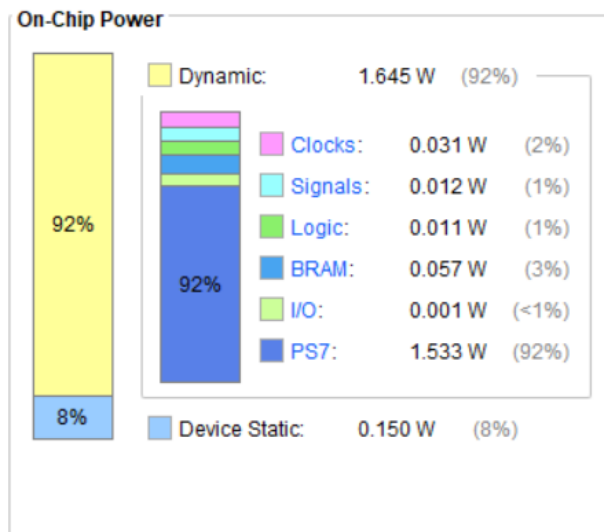 On-Chip Power
Dynamic: 1.645 W (92%)
Clocks: 0.031 W (2%)
Signals: 0.012 W (1%)
Logic: 0.011 W (1%)
92%
BRAM: 0.057 W (3%)
92%
I/O: 0.001 W (<1%)
PS7: 1.533 W (92%)
8%
Device Static: 0.150 W (8%)